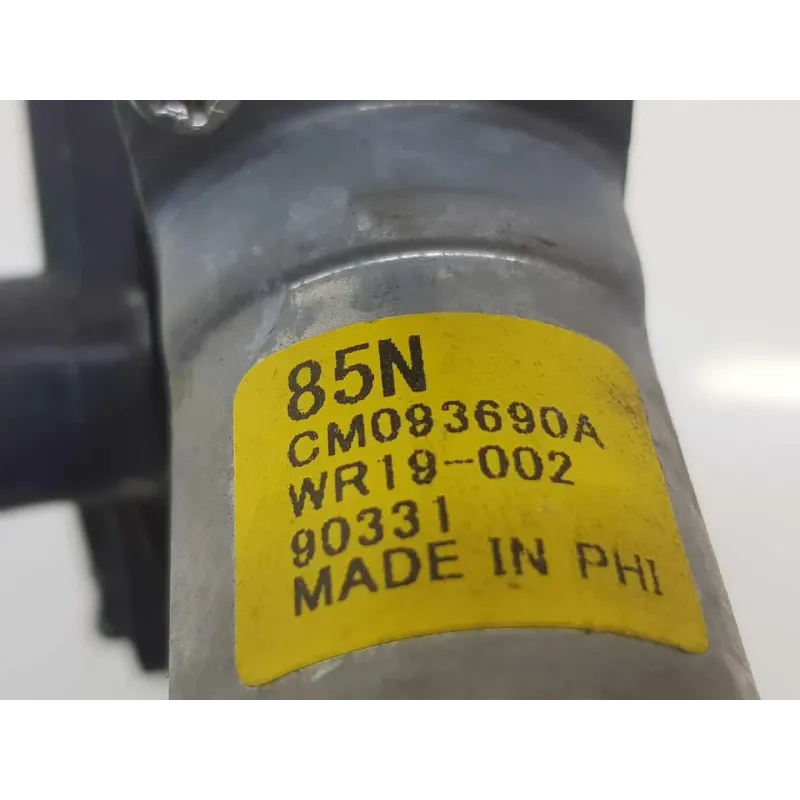 85N
CM093690A
WR19-002
90331
MADE IN PHI